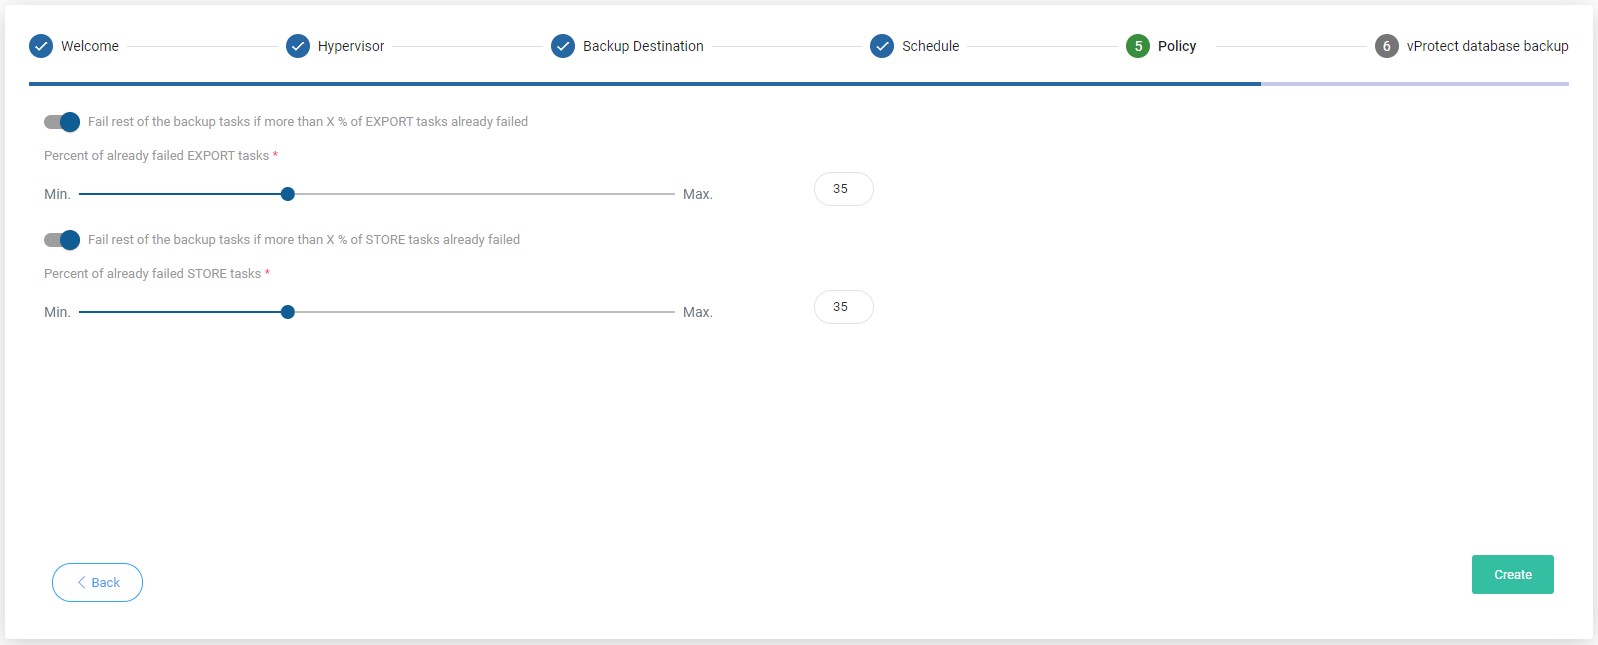 Welcome Hypervisor Backup Destination Schedule 5 Policy 6 vProtect database backup
Fail rest of the backup tasks if more than X % of EXPORT tasks already failed
Percent of already failed EXPORT tasks *
Min. Max. 35
Fail rest of the backup tasks if more than X % of STORE tasks already failed
Percent of already failed STORE tasks *
Min. Max. 35
Back Create